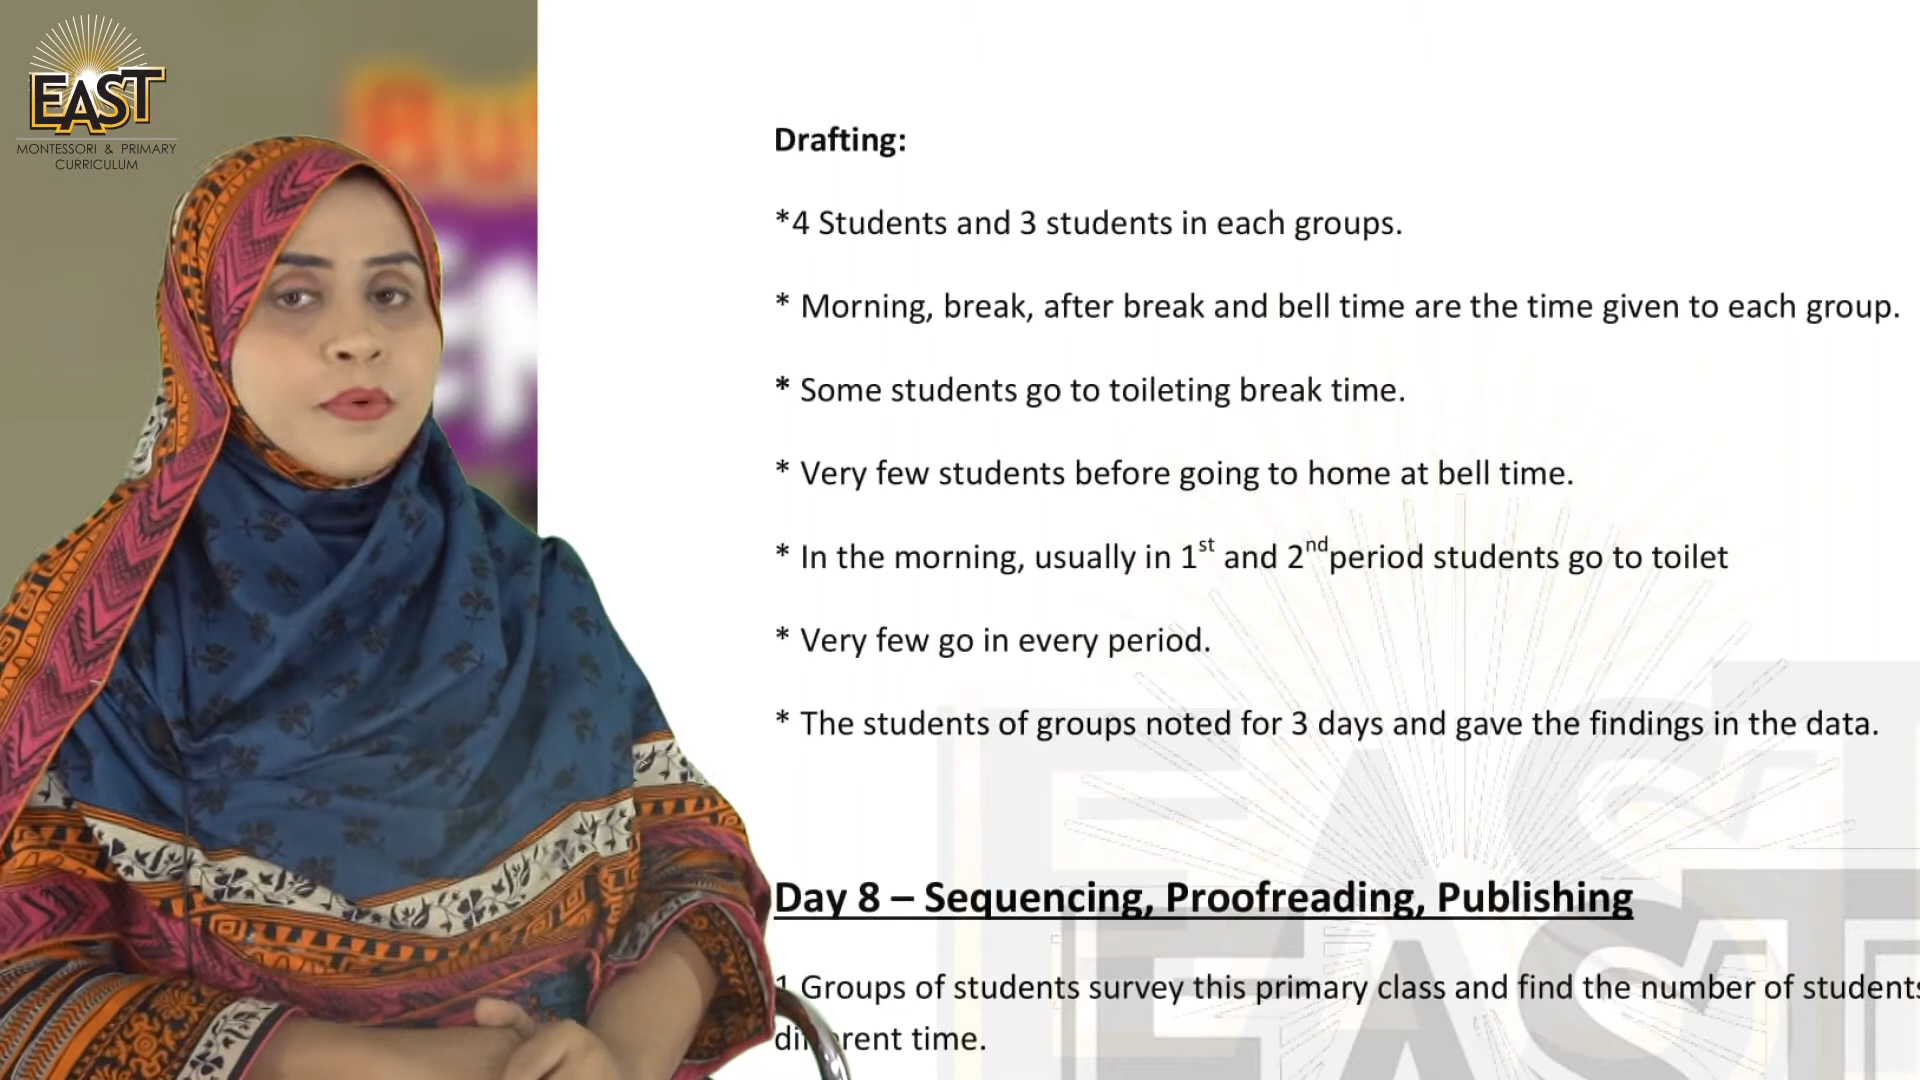 EAST
MONTESSORI & PRIMARY
CURRICULUM
Drafting:
*4 Students and 3 students in each groups.
* Morning, break, after break and bell time are the time given to each group.
* Some students go to toileting break time.
* Very few students before going to home at bell time.
* In the morning, usually in 1st and 2nd period students go to toilet
* Very few go in every period.
* The students of groups noted for 3 days and gave the findings in the data.
Day 8 – Sequencing, Proofreading, Publishing
1 Groups of students survey this primary class and find the number of students
time.
EAST